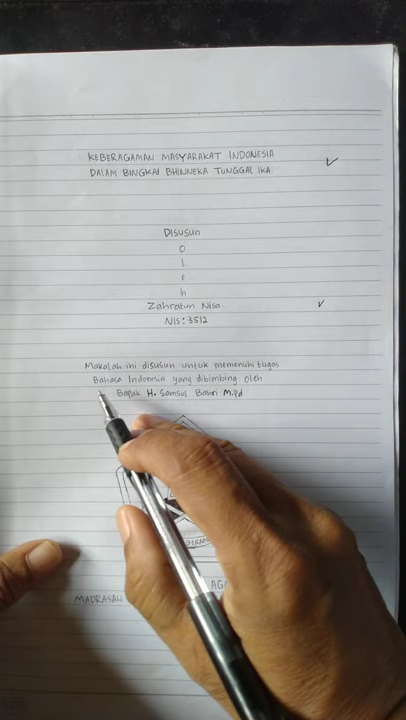 KEBERAGAMAN MASYARAKAT INDONESIA
DALAM BINGKAI BHINNEKA TUNGGAL IKA
Disusun
O
l
e
h
Zahratun Nisa
Nis: 3512
Makalah ini disusun untuk memenuhi tugas
Bahasa Indonesia yang dibimbing oleh
Bapak H. Samsul Bahri M.Pd
MADRASAH